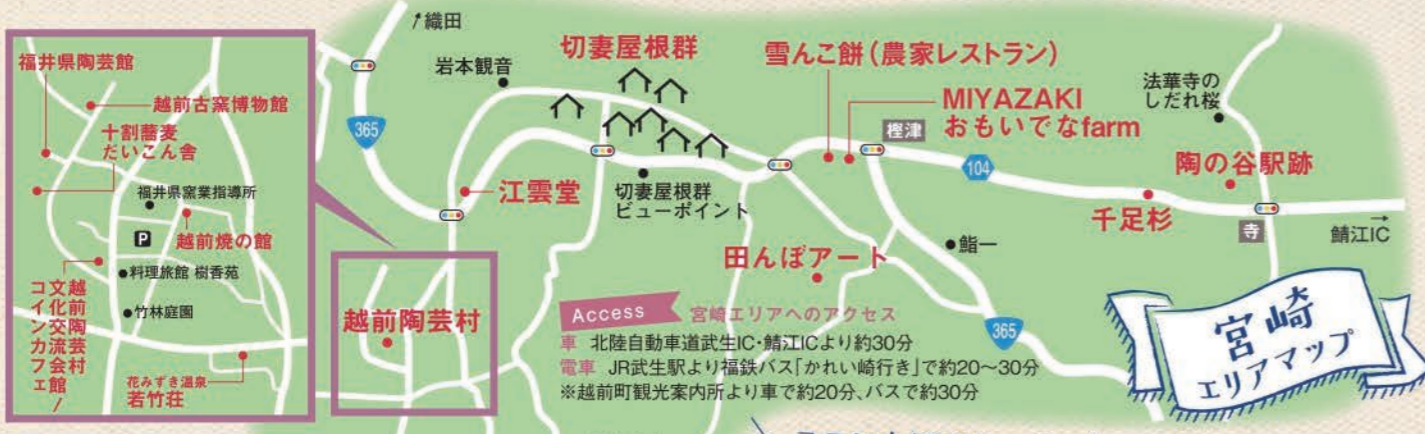 福井県陶芸館
越前古窯博物館
十割蕎麦
だいこん舎
福井県窯業指導所
P
越前焼の館
料理旅館 樹香苑
竹林庭園
越前陶芸村
文化交流会館/
コインカフェ
花みずき温泉
若竹荘
↗織田
365
岩本観音
切妻屋根群
江雲堂
切妻屋根群
ビューポイント
雪んこ餅(農家レストラン)
MIYAZAKI
おもいでなfarm
樫津
104
法華寺の
しだれ桜
陶の谷駅跡
千足杉
寺
→
鯖江IC
鮨一
田んぼアート
365
越前陶芸村
Access 宮崎エリアへのアクセス
車 北陸自動車道武生IC・鯖江ICより約30分
電車 JR武生駅より福鉄バス「かれい崎行き」で約20〜30分
※越前町観光案内所より車で約20分、バスで約30分
宮崎
エリアマップ